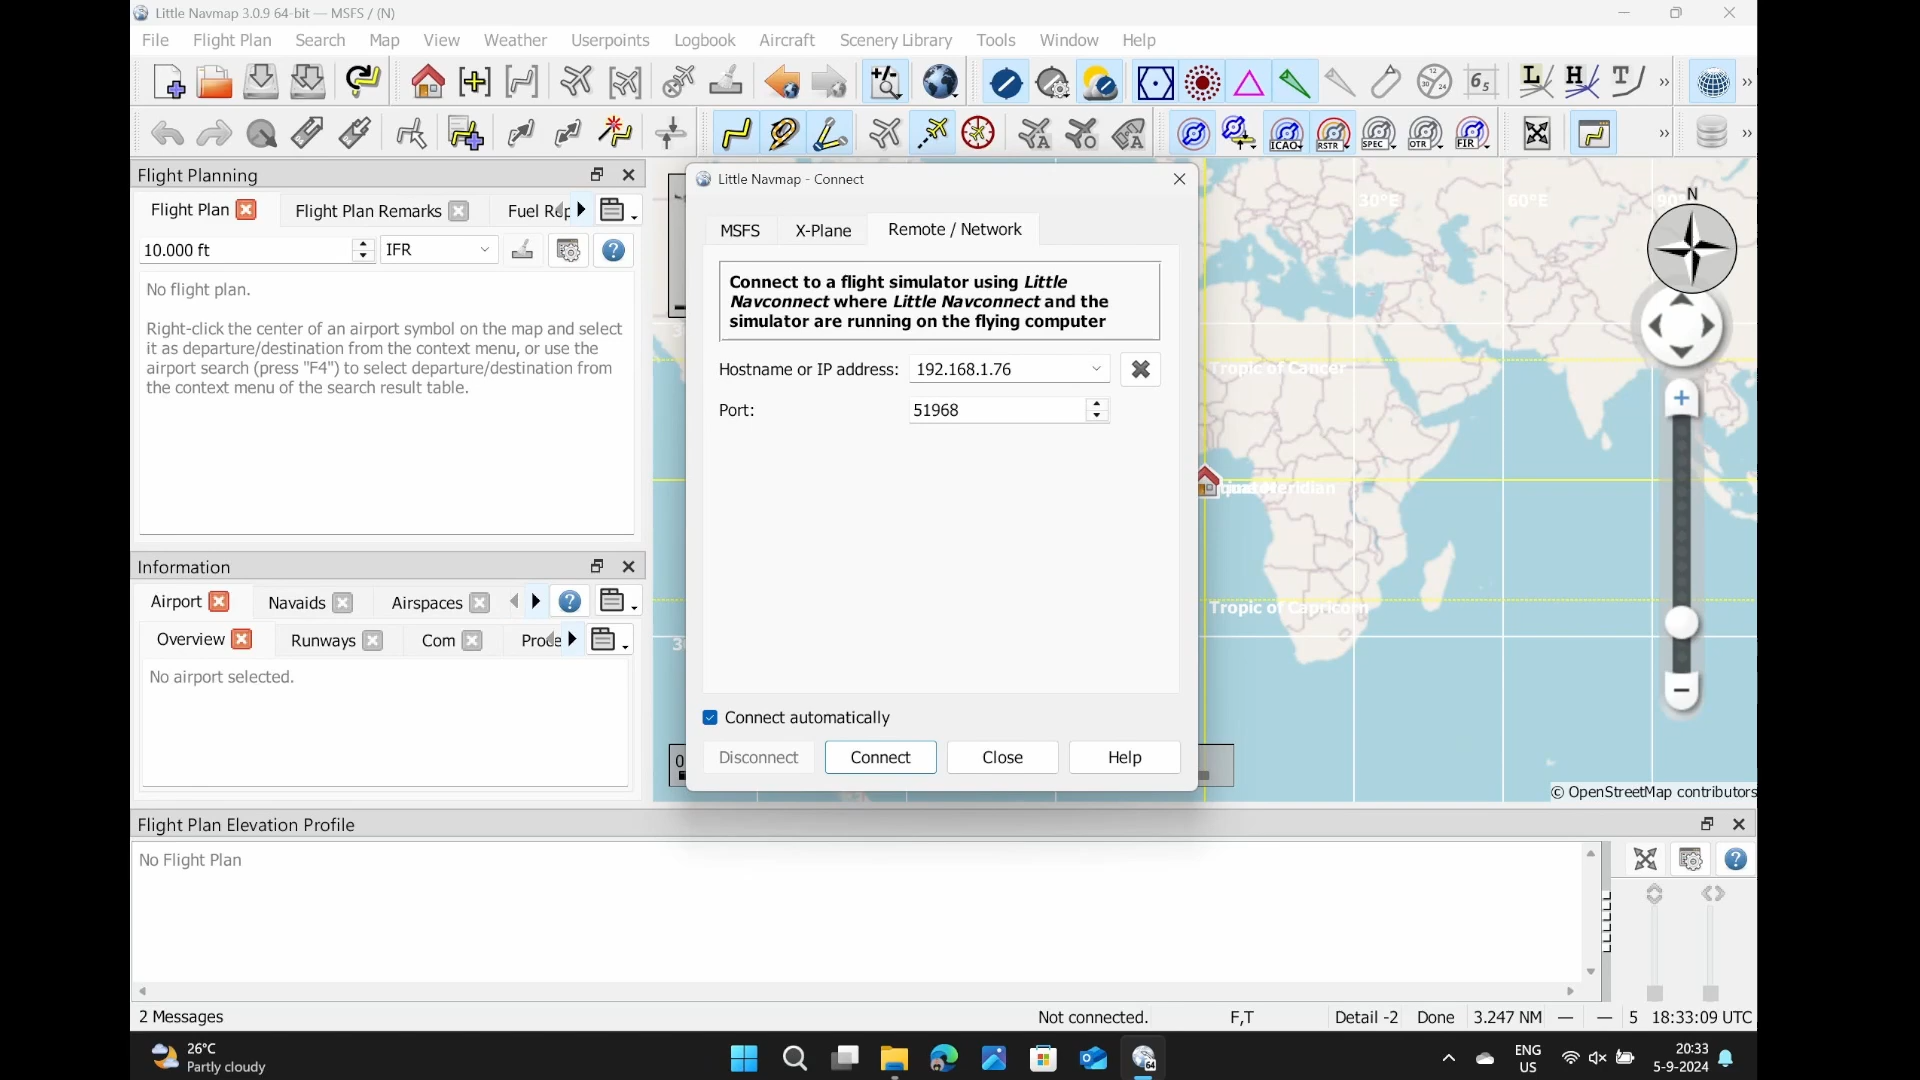 Little Navmap 3.0.9 64-bit — MSFS / (N)
File Flight Plan Search Map View Weather Userpoints Logbook Aircraft Scenery Library Tools Window Help
Flight Planning
Flight Plan Flight Plan Remarks Fuel Rep
10.000 ft IFR
No flight plan.
Right-click the center of an airport symbol on the map and select
it as departure/destination from the context menu, or use the
airport search (press "F4") to select departure/destination from
the context menu of the search result table.
Information
Airport Navaids Airspaces
Overview Runways Com Proce
No airport selected.
Little Navmap - Connect
MSFS X-Plane Remote / Network
Connect to a flight simulator using Little
Navconnect where Little Navconnect and the
simulator are running on the flying computer
Hostname or IP address: 192.168.1.76
Port: 51968
Connect automatically
Disconnect Connect Close Help
30°E 60°E 90°
N
Tropic of Cancer
Tropic of Capricorn
© OpenStreetMap contributors
Flight Plan Elevation Profile
No Flight Plan
2 Messages Not connected. F,T Detail -2 Done 3.247 NM — — 5 18:33:09 UTC
26°C
Partly cloudy
ENG
US
20:33
5-9-2024